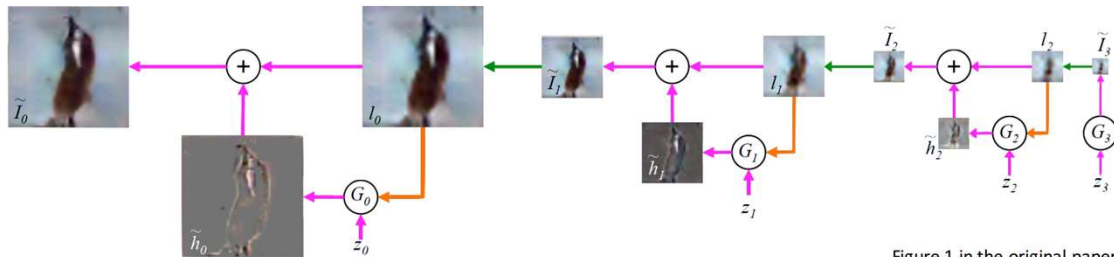 Ĩ₀
+
l₀
h̃₀
G₀
z₀
Ĩ₁
+
l₁
h̃₁
G₁
z₁
Ĩ₂
+
l₂
h̃₂
G₂
z₂
Ĩ₃
G₃
z₃
Figure 1 in the original paper